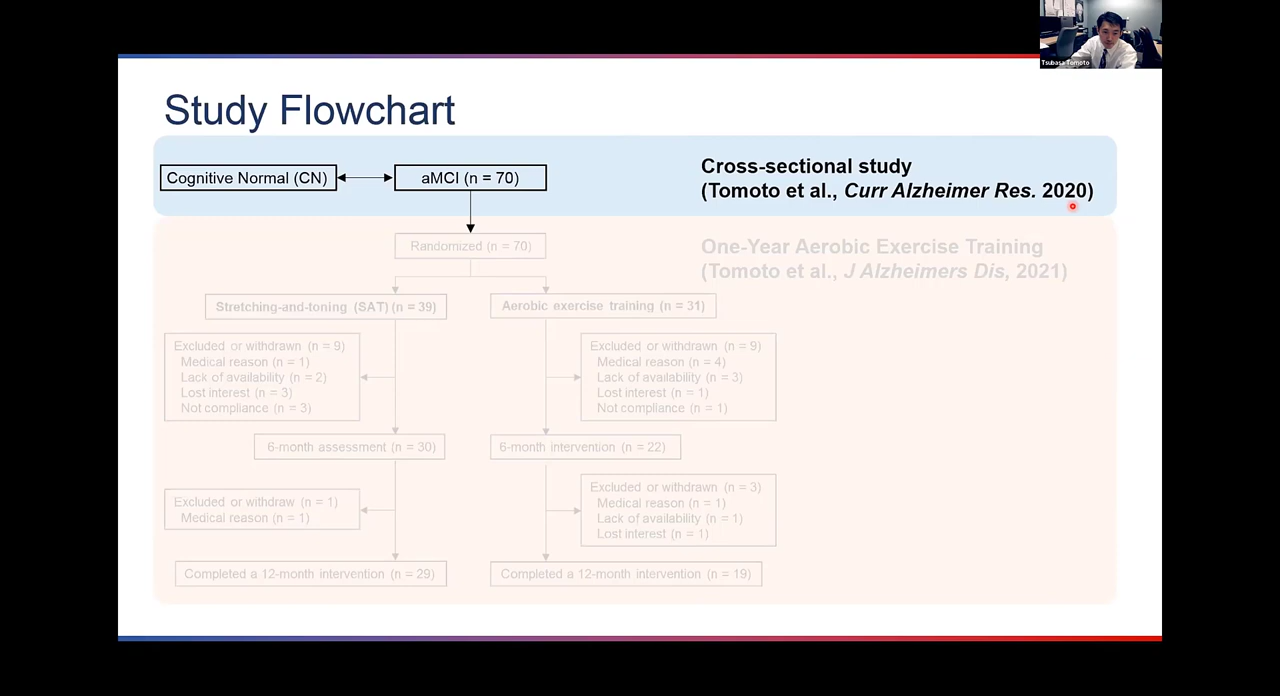 Tsubasa Tomoto
Study Flowchart
Cognitive Normal (CN)
aMCI (n = 70)
Cross-sectional study
(Tomoto et al., Curr Alzheimer Res. 2020)
Randomized (n = 70)
One-Year Aerobic Exercise Training
(Tomoto et al., J Alzheimers Dis, 2021)
Stretching-and-toning (SAT) (n = 39)
Aerobic exercise training (n = 31)
Excluded or withdrawn (n = 9)
Medical reason (n = 1)
Lack of availability (n = 2)
Lost interest (n = 3)
Not compliance (n = 3)
Excluded or withdrawn (n = 9)
Medical reason (n = 4)
Lack of availability (n = 3)
Lost interest (n = 1)
Not compliance (n = 1)
6-month assessment (n = 30)
6-month intervention (n = 22)
Excluded or withdraw (n = 1)
Medical reason (n = 1)
Excluded or withdrawn (n = 3)
Medical reason (n = 1)
Lack of availability (n = 1)
Lost interest (n = 1)
Completed a 12-month intervention (n = 29)
Completed a 12-month intervention (n = 19)